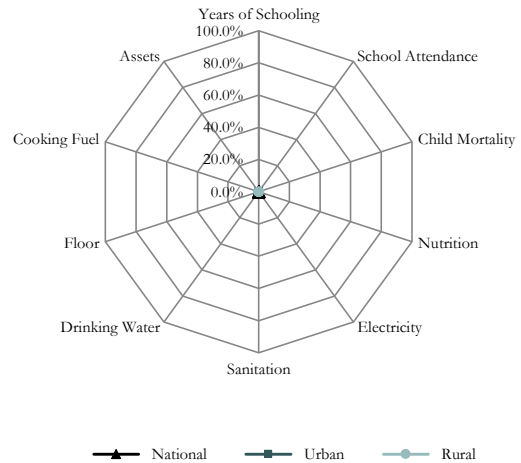 Years of Schooling
100.0%
80.0%
60.0%
40.0%
20.0%
0.0%
School Attendance
Child Mortality
Nutrition
Electricity
Sanitation
Drinking Water
Floor
Cooking Fuel
Assets
National Urban Rural